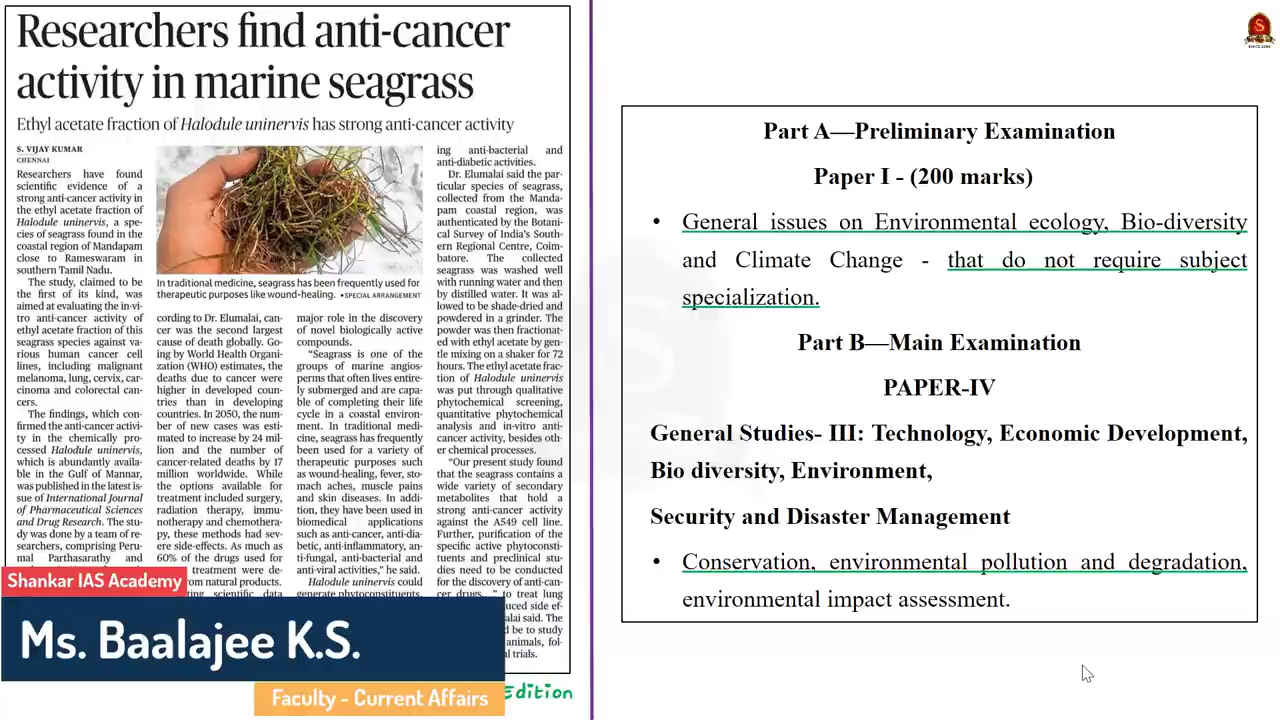 Researchers find anti-cancer
activity in marine seagrass
Ethyl acetate fraction of Halodule uninervis has strong anti-cancer activity
S. VIJAY KUMAR
CHENNAI
Researchers have found
scientific evidence of a
strong anti-cancer activity in
the ethyl acetate fraction of
Halodule uninervis, a spe-
cies of seagrass found in the
coastal region of Mandapam
close to Rameswaram in
southern Tamil Nadu.
The study, claimed to be
the first of its kind, was
aimed at evaluating the in-vi-
tro anti-cancer activity of
ethyl acetate fraction of this
seagrass species against va-
rious human cancer cell
lines, including malignant
melanoma, lung, cervix, car-
cinoma and colorectal can-
cers.
The findings, which con-
firmed the anti-cancer activi-
ty in the chemically pro-
cessed Halodule uninervis,
which is abundantly availa-
ble in the Gulf of Mannar,
was published in the latest is-
sue of International Journal
of Pharmaceutical Sciences
and Drug Research. The stu-
dy was done by a team of re-
searchers, comprising Peru-
mal Parthasarathy and
In traditional medicine, seagrass has been frequently used for
therapeutic purposes like wound-healing. •SPECIAL ARRANGEMENT
cording to Dr. Elumalai, can-
cer was the second largest
cause of death globally. Go-
ing by World Health Organi-
zation (WHO) estimates, the
deaths due to cancer were
higher in developed coun-
tries than in developing
countries. In 2050, the num-
ber of new cases was esti-
mated to increase by 24 mil-
lion and the number of
cancer-related deaths by 17
million worldwide. While
the options available for
treatment included surgery,
radiation therapy, immu-
notherapy and chemothera-
py, these methods had sev-
ere side-effects. As much as
60% of the drugs used for
treatment were de-
rom natural products.
ting scientific data
major role in the discovery
of novel biologically active
compounds.
"Seagrass is one of the
groups of marine angios-
perms that often lives entire-
ly submerged and are capa-
ble of completing their life
cycle in a coastal environ-
ment. In traditional medi-
cine, seagrass has frequently
been used for a variety of
therapeutic purposes such
as wound-healing, fever, sto-
mach aches, muscle pains
and skin diseases. In addi-
tion, they have been used in
biomedical applications
such as anti-cancer, anti-dia-
betic, anti-inflammatory, an-
ti-fungal, anti-bacterial and
anti-viral activities," he said.
Halodule uninervis could
generate phytoconstituents,
ing anti-bacterial and
anti-diabetic activities.
Dr. Elumalai said the par-
ticular species of seagrass,
collected from the Manda-
pam coastal region, was
authenticated by the Botani-
cal Survey of India's South-
ern Regional Centre, Coim-
batore. The collected
seagrass was washed well
with running water and then
by distilled water. It was al-
lowed to be shade-dried and
powdered in a grinder. The
powder was then fractionat-
ed with ethyl acetate by gen-
tle mixing on a shaker for 72
hours. The ethyl acetate frac-
tion of Halodule uninervis
was put through qualitative
phytochemical screening,
quantitative phytochemical
analysis and in-vitro anti-
cancer activity, besides oth-
er chemical processes.
"Our present study found
that the seagrass contains a
wide variety of secondary
metabolites that hold a
strong anti-cancer activity
against the A549 cell line.
Further, purification of the
specific active phytoconsti-
tuents and preclinical stu-
dies need to be conducted
for the discovery of anti-can-
cer drugs... to treat lung
uced side ef-
alai said. The
d be to study
animals, fol-
l trials.
Shankar IAS Academy
Ms. Baalajee K.S.
Faculty - Current Affairs
Edition
S
SINCE 2004
Part A—Preliminary Examination
Paper I - (200 marks)
• General issues on Environmental ecology, Bio-diversity
and Climate Change - that do not require subject
specialization.
Part B—Main Examination
PAPER-IV
General Studies- III: Technology, Economic Development,
Bio diversity, Environment,
Security and Disaster Management
• Conservation, environmental pollution and degradation,
environmental impact assessment.